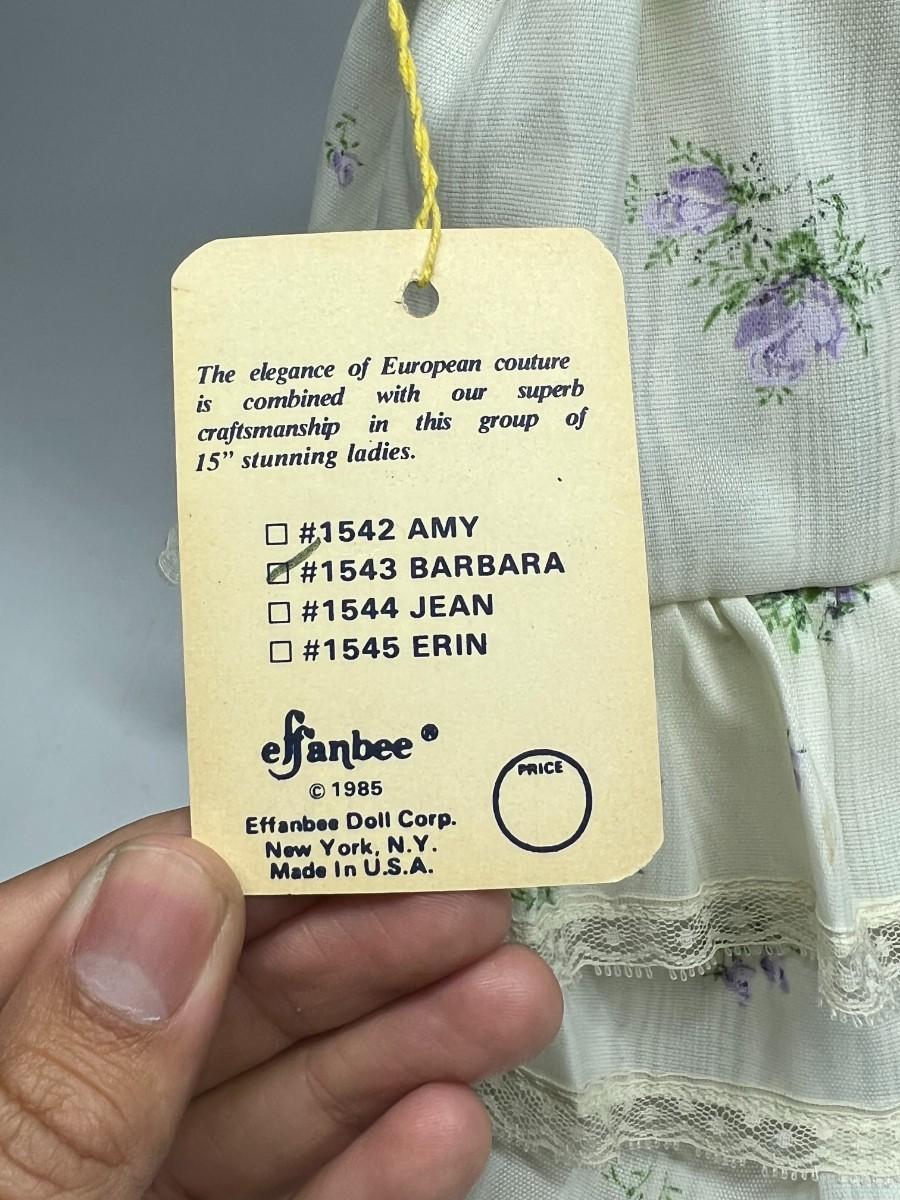 The elegance of European couture
is combined with our superb
craftsmanship in this group of
15” stunning ladies.
☐ #1542 AMY
☑ #1543 BARBARA
☐ #1544 JEAN
☐ #1545 ERIN
effanbee ®
© 1985
Effanbee Doll Corp.
New York, N.Y.
Made In U.S.A.
PRICE